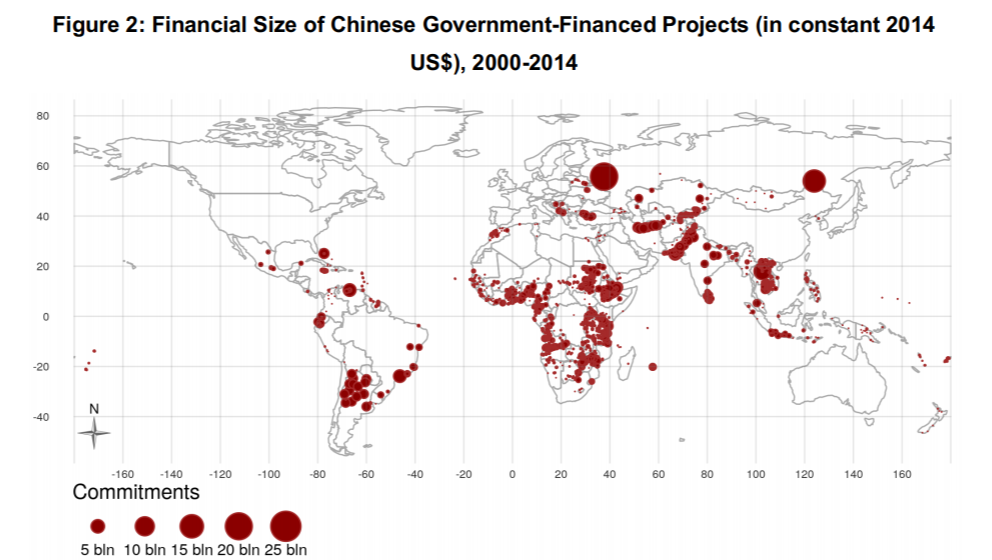 Figure 2: Financial Size of Chinese Government-Financed Projects (in constant 2014
US$), 2000-2014
80
60
40
20
0
-20
-40
N
-160 -140 -120 -100 -80 -60 -40 -20 0 20 40 60 80 100 120 140 160
Commitments
5 bln 10 bln 15 bln 20 bln 25 bln